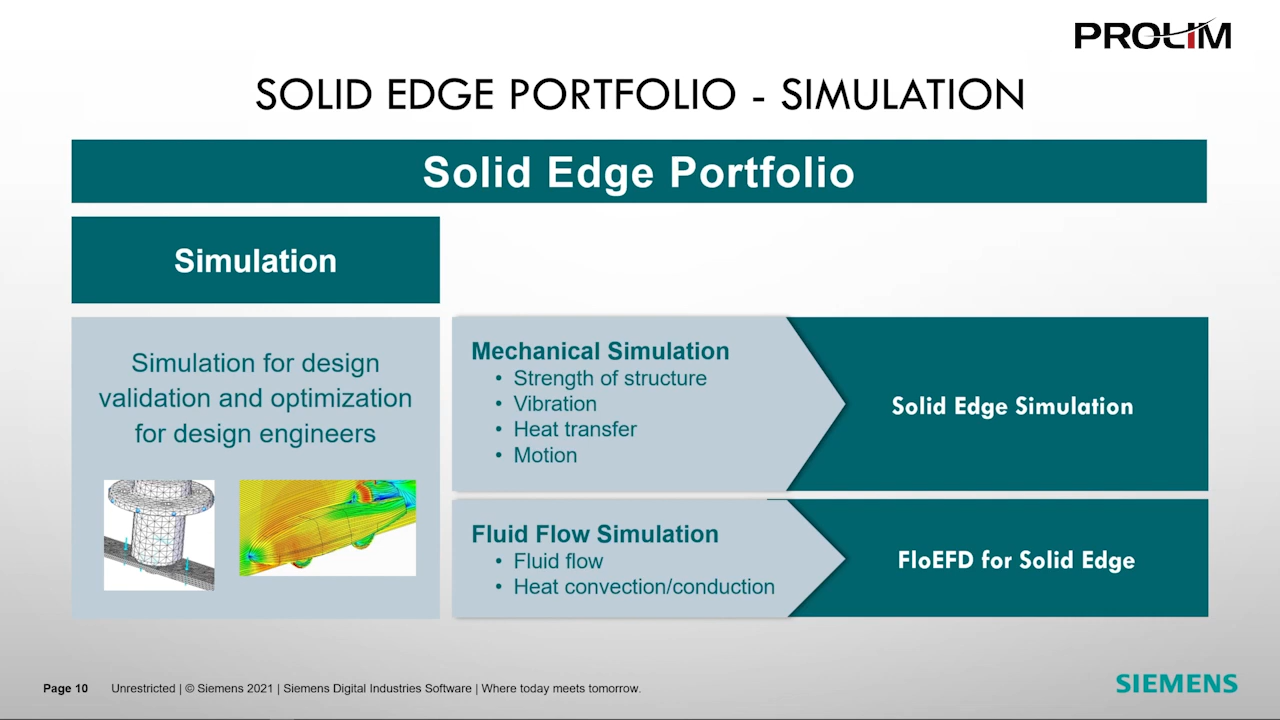 PROLIM
SOLID EDGE PORTFOLIO - SIMULATION
Solid Edge Portfolio
Simulation
Simulation for design
validation and optimization
for design engineers
Mechanical Simulation
• Strength of structure
• Vibration
• Heat transfer
• Motion
Solid Edge Simulation
Fluid Flow Simulation
• Fluid flow
• Heat convection/conduction
FloEFD for Solid Edge
Page 10 Unrestricted | © Siemens 2021 | Siemens Digital Industries Software | Where today meets tomorrow.
SIEMENS